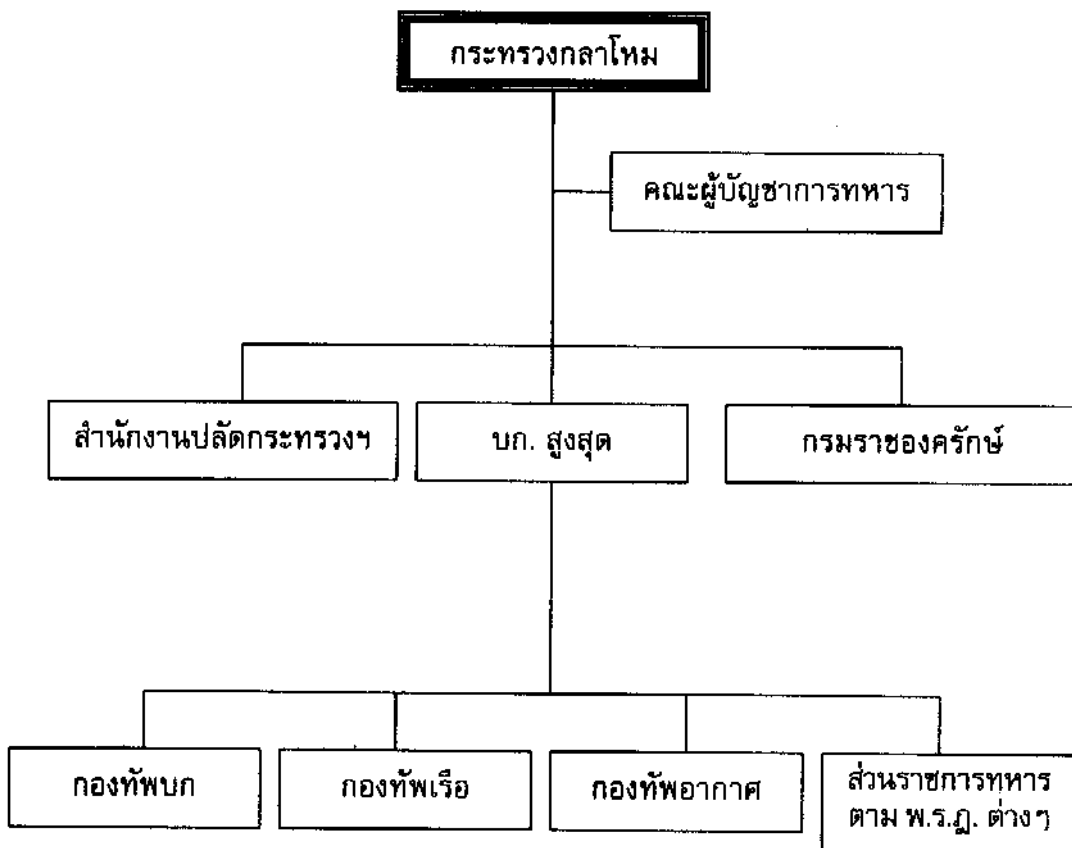 กระทรวงกลาโหม
คณะผู้บัญชาการทหาร
สำนักงานปลัดกระทรวงฯ
บก. สูงสุด
กรมราชองครักษ์
กองทัพบก
กองทัพเรือ
กองทัพอากาศ
ส่วนราชการทหาร
ตาม พ.ร.ฎ. ต่างๆ